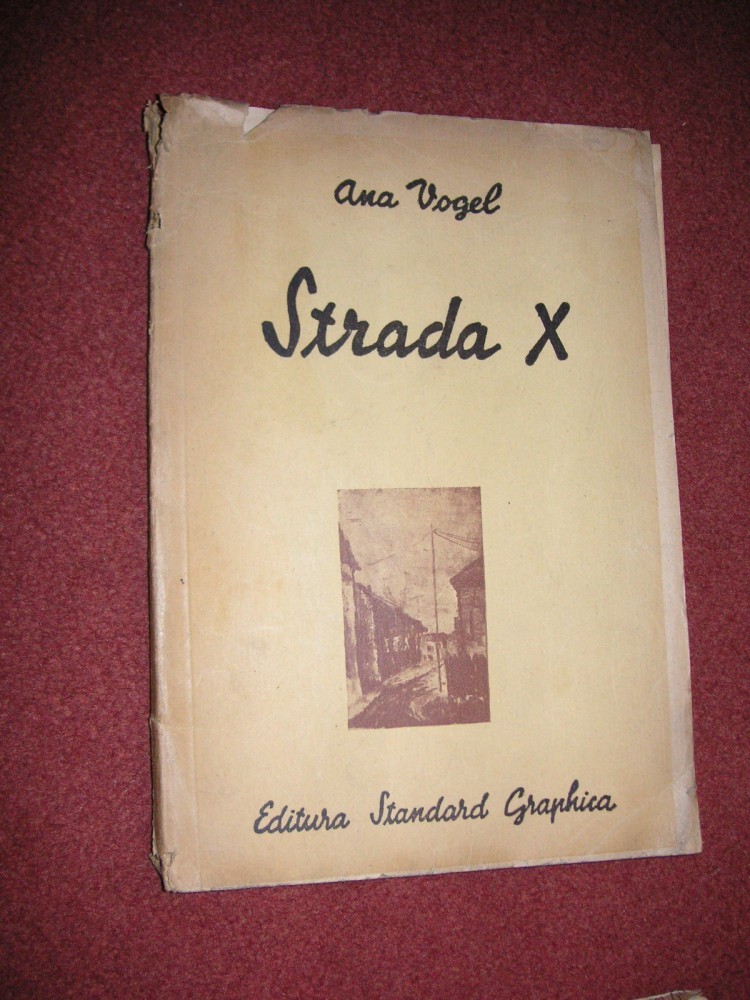 Ana Vogel
Strada X
Editura Standard Graphica